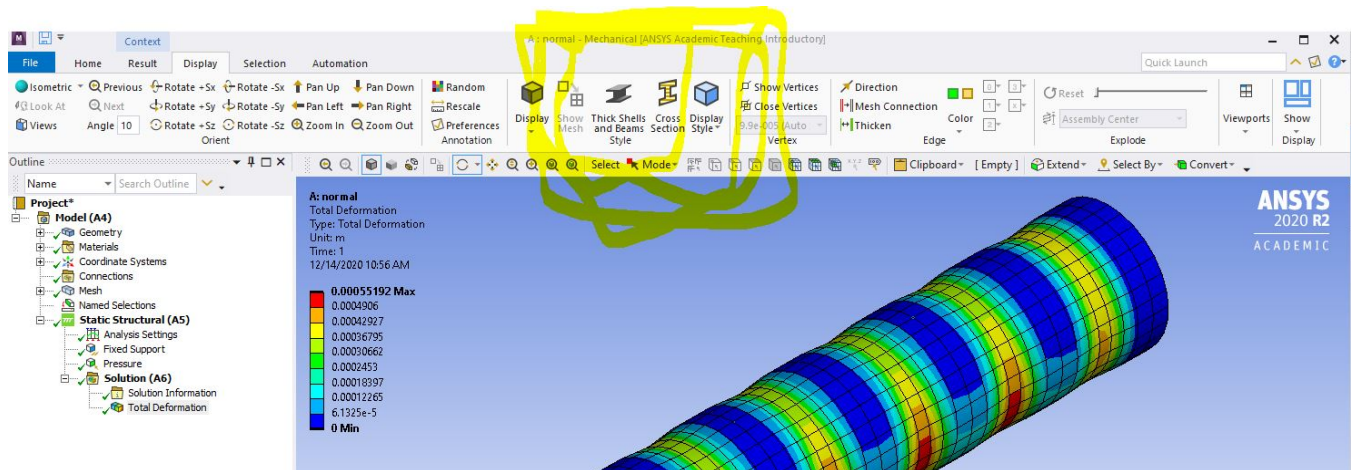 Context
A : normal - Mechanical [ANSYS Academic Teaching Introductory]
File Home Result Display Selection Automation
Quick Launch
Isometric Previous Rotate +Sx Rotate -Sx Pan Up Pan Down
Look At Next Rotate +Sy Rotate -Sy Pan Left Pan Right
Views Angle 10 Rotate +Sz Rotate -Sz Zoom In Zoom Out
Orient
Random
Rescale
Preferences
Annotation
Display
Show Mesh
Thick Shells and Beams
Cross Section
Display Style
Style
Show Vertices
Close Vertices
9.9e-005 (Auto
Vertex
Direction
Mesh Connection
Thicken
Color
Edge
Reset
Assembly Center
Explode
Viewports
Show
Display
Outline
Name Search Outline
Select Mode Clipboard [ Empty ] Extend Select By Convert
Project*
Model (A4)
Geometry
Materials
Coordinate Systems
Connections
Mesh
Named Selections
Static Structural (A5)
Analysis Settings
Fixed Support
Pressure
Solution (A6)
Solution Information
Total Deformation
A: normal
Total Deformation
Type: Total Deformation
Unit: m
Time: 1
12/14/2020 10:56 AM
0.00055192 Max
0.0004906
0.00042927
0.00036795
0.00030662
0.0002453
0.00018397
0.00012265
6.1325e-5
0 Min
ANSYS
2020 R2
ACADEMIC